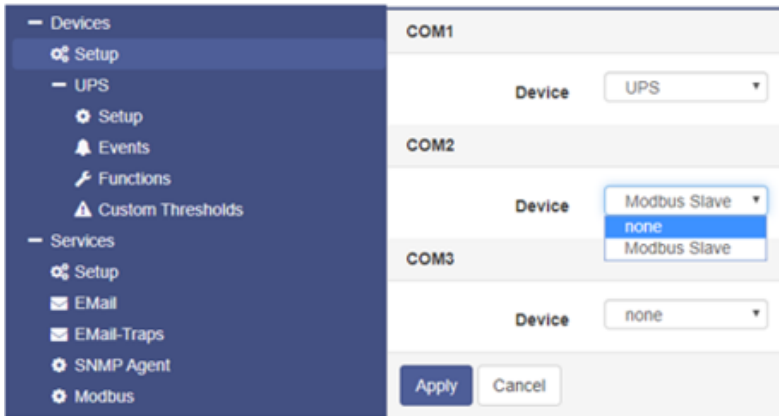 Devices
Setup
UPS
Setup
Events
Functions
Custom Thresholds
Services
Setup
EMail
EMail-Traps
SNMP Agent
Modbus
COM1
Device UPS
COM2
Device Modbus Slave
none
Modbus Slave
COM3
Device none
Apply Cancel